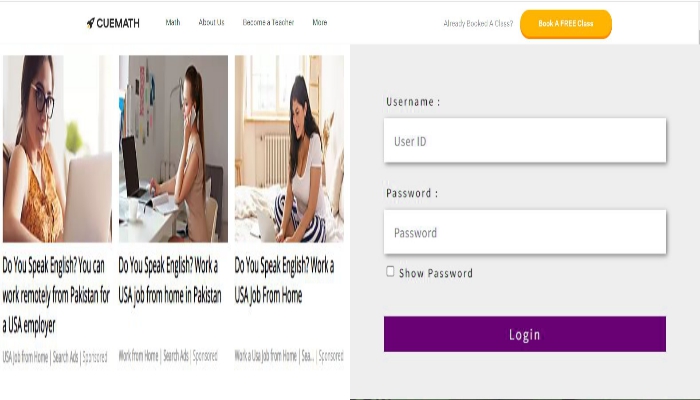 CUEMATH
Math
About Us
Become a Teacher
More
Already Booked A Class?
Book A FREE Class
Do You Speak English? You can
work remotely from Pakistan for
a USA employer
USA Job from Home | Search Ads | Sponsored
Do You Speak English? Work a
USA job from home in Pakistan
Work from Home | Search Ads | Sponsored
Do You Speak English? Work a
USA Job From Home
Work a Usa Job from Home | Sea... | Sponsored
Username :
User ID
Password :
Password
Show Password
Login